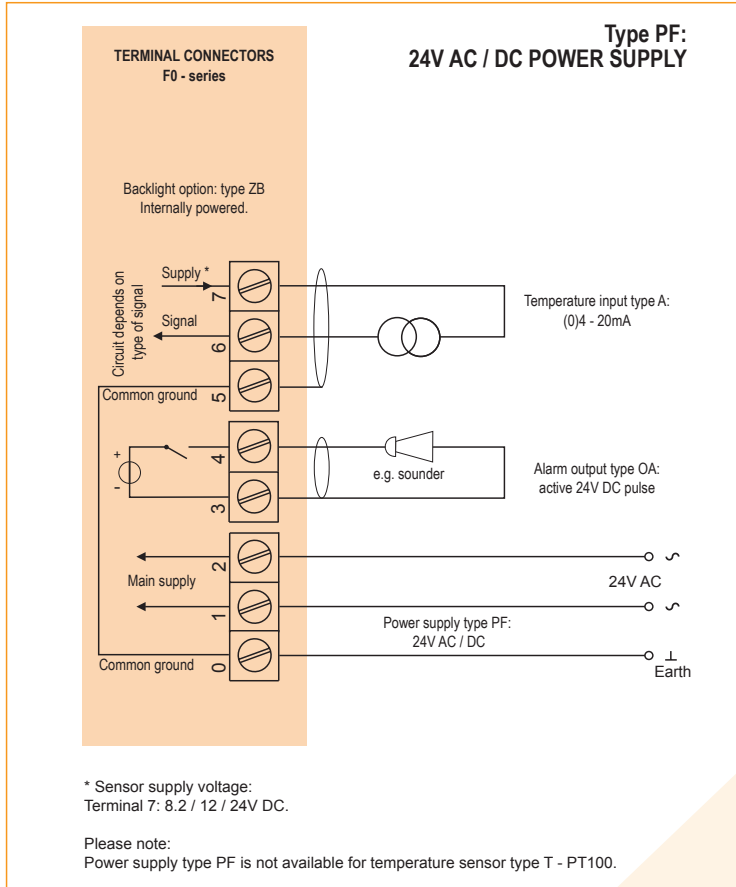 Type PF:
24V AC / DC POWER SUPPLY
TERMINAL CONNECTORS
F0 - series
Backlight option: type ZB
Internally powered.
Circuit depends on
type of signal
Supply *
7
Signal
6
Common ground
5
Temperature input type A:
(0)4 - 20mA
+
-
4
3
e.g. sounder
Alarm output type OA:
active 24V DC pulse
2
Main supply
1
24V AC
Power supply type PF:
24V AC / DC
Common ground
0
Earth
* Sensor supply voltage:
Terminal 7: 8.2 / 12 / 24V DC.
Please note:
Power supply type PF is not available for temperature sensor type T - PT100.